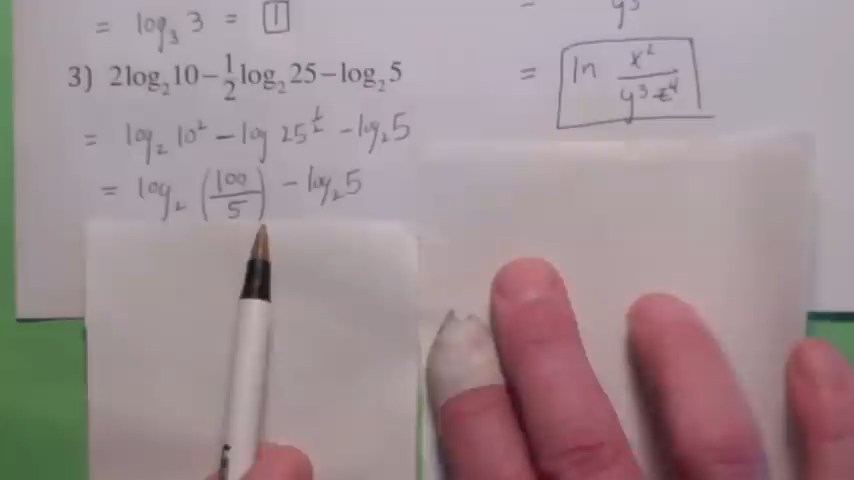 = log₃ 3 = 1
3) 2log₂10 − ½log₂25 − log₂5
= log₂ 10² − log 25^½ − log₂5
= log₂ (100/5) − log₂5
y³
= ln x²/(y³z⁴)